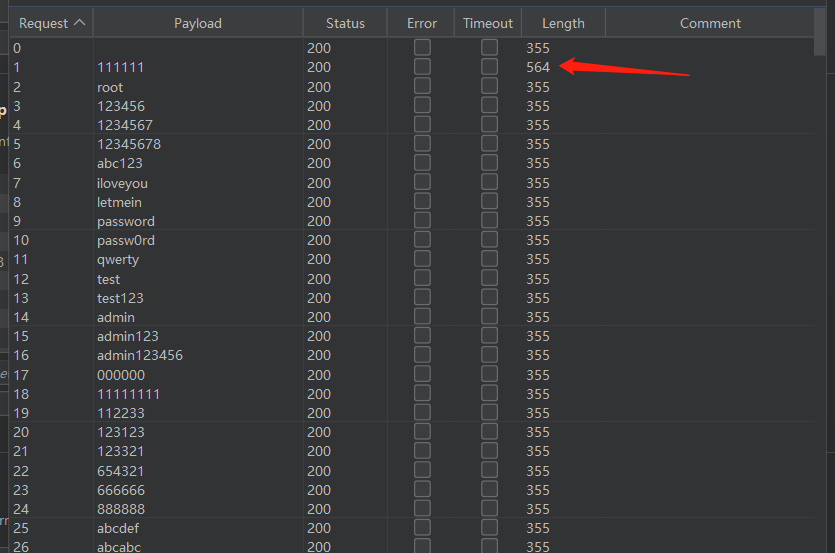 Request Payload Status Error Timeout Length Comment
0 200 355
1 111111 200 564
2 root 200 355
3 123456 200 355
4 1234567 200 355
5 12345678 200 355
6 abc123 200 355
7 iloveyou 200 355
8 letmein 200 355
9 password 200 355
10 passw0rd 200 355
11 qwerty 200 355
12 test 200 355
13 test123 200 355
14 admin 200 355
15 admin123 200 355
16 admin123456 200 355
17 000000 200 355
18 11111111 200 355
19 112233 200 355
20 123123 200 355
21 123321 200 355
22 654321 200 355
23 666666 200 355
24 888888 200 355
25 abcdef 200 355
26 abcabc 200 355